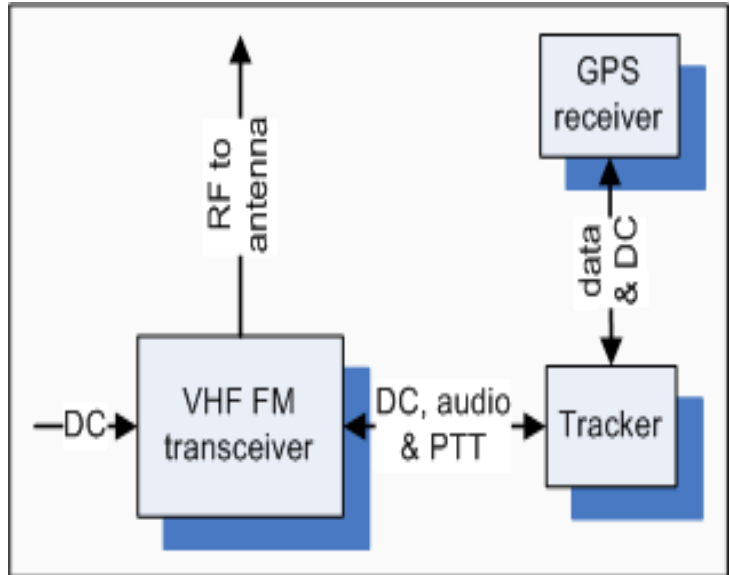 RF to
antenna
GPS
receiver
data
& DC
DC
VHF FM
transceiver
DC, audio
& PTT
Tracker